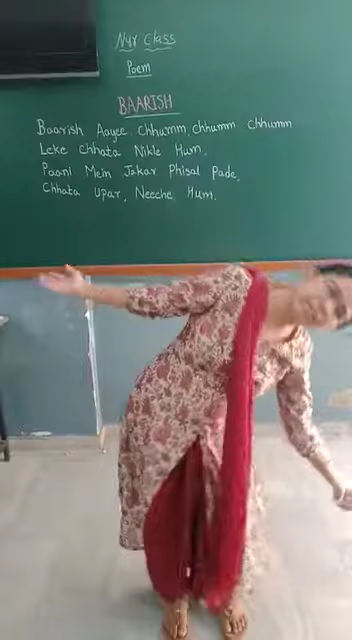 Nur Class
Poem
BAARISH
Baarish Aayee Chhumm, chhumm chhumm
Leke Chhata Nikle Hum.
Paani Mein Jakar Phisal Pade,
Chhata Upar, Neeche Hum.